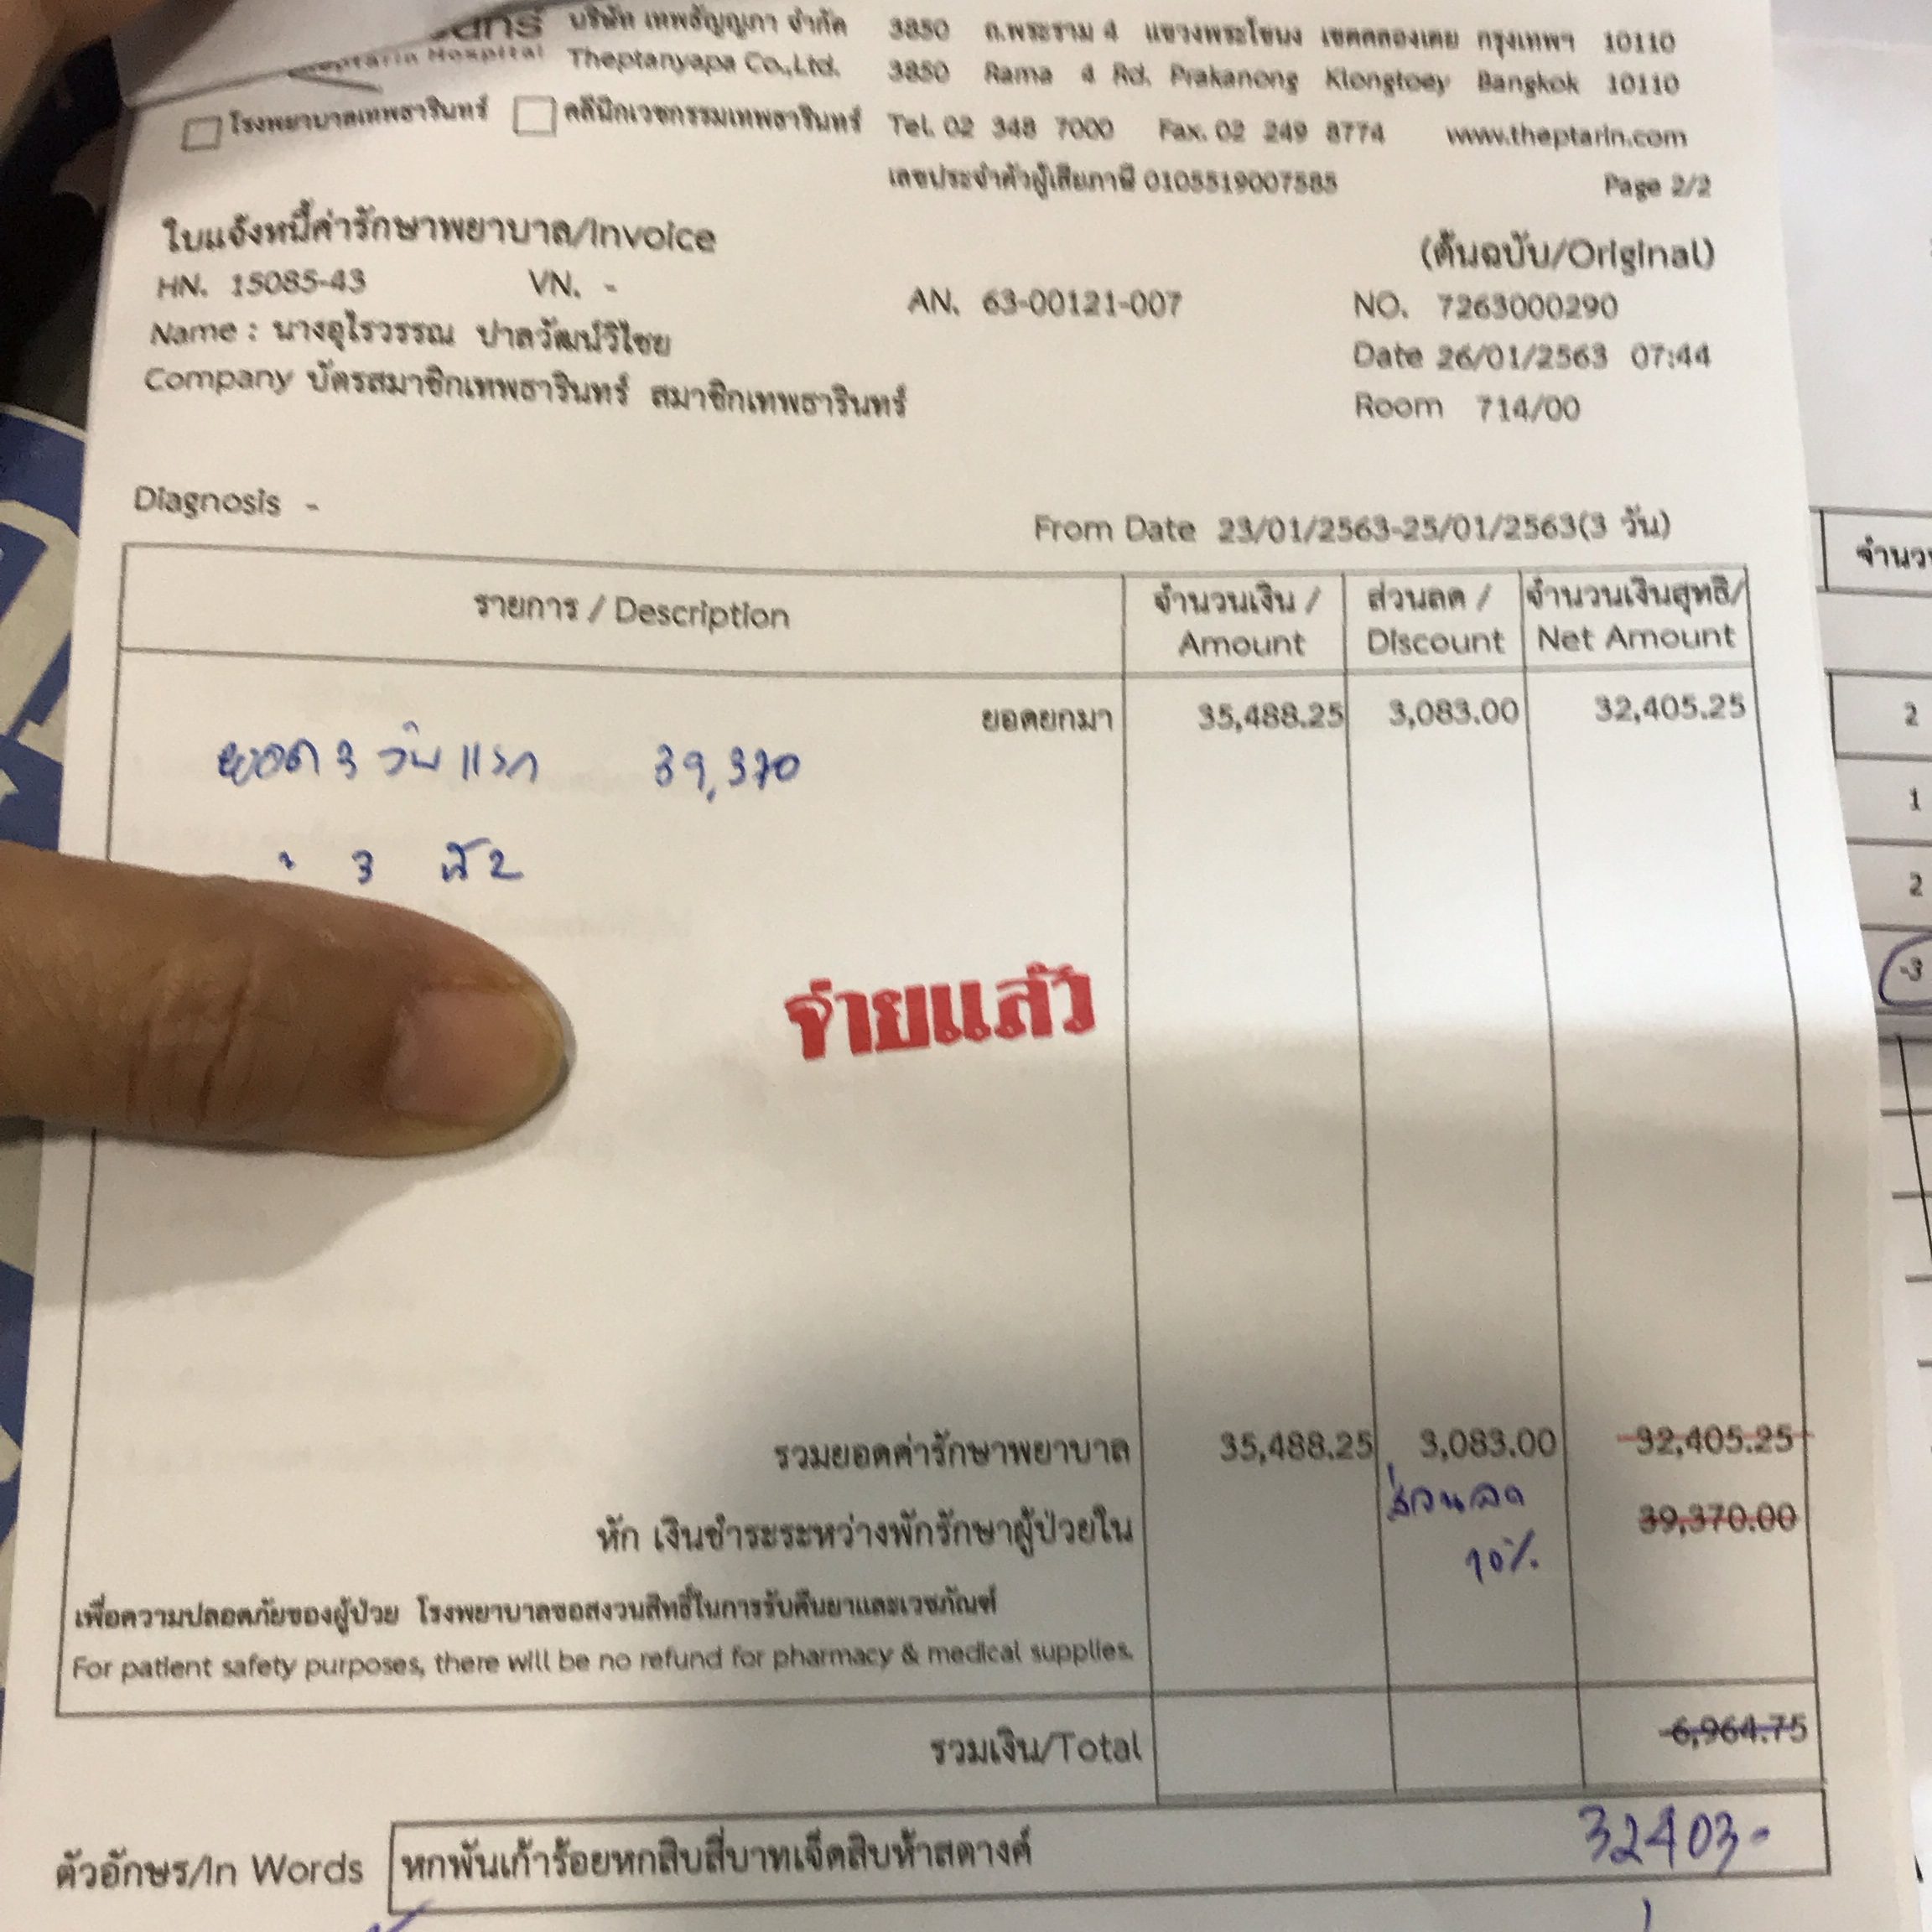 บริษัท เทพธัญญภา จำกัด 3850 ถ.พระราม 4 แขวงพระโขนง เขตคลองเตย กรุงเทพฯ 10110
Hospital Theptanyapa Co.,Ltd. 3850 Rama 4 Rd. Prakanong Klongtoey Bangkok 10110
โรงพยาบาลเทพธารินทร์ คลีนิกเวชกรรมเทพธารินทร์ Tel. 02 348 7000 Fax. 02 249 8774 www.theptarin.com
เลขประจำตัวผู้เสียภาษี 0105519007585 Page 2/2
ใบแจ้งหนี้ค่ารักษาพยาบาล/Invoice (ต้นฉบับ/Original)
HN. 15085-43 VN. - AN. 63-00121-007 NO. 7263000290
Name : นางอุไรวรรณ ปาลวัฒน์วิไชย Date 26/01/2563 07:44
Company บัตรสมาชิกเทพธารินทร์ สมาชิกเทพธารินทร์ Room 714/00
Diagnosis - From Date 23/01/2563-25/01/2563(3 วัน)
รายการ / Description จำนวนเงิน / ส่วนลด / จำนวนเงินสุทธิ/
Amount Discount Net Amount
ยอดยกมา 35,488.25 3,083.00 32,405.25
ยอด 3 วันแรก 39,370
3 ที่ 2
จ่ายแล้ว
รวมยอดค่ารักษาพยาบาล 35,488.25 3,083.00 32,405.25
หัก เงินชำระระหว่างพักรักษาผู้ป่วยใน ส่วนลด 39,370.00
10%
เพื่อความปลอดภัยของผู้ป่วย โรงพยาบาลขอสงวนสิทธิ์ในการรับคืนยาและเวชภัณฑ์
For patient safety purposes, there will be no refund for pharmacy & medical supplies.
รวมเงิน/Total -6,964.75
ตัวอักษร/In Words หกพันเก้าร้อยหกสิบสี่บาทเจ็ดสิบห้าสตางค์ 32403-
จำนว
2
1
2
-3